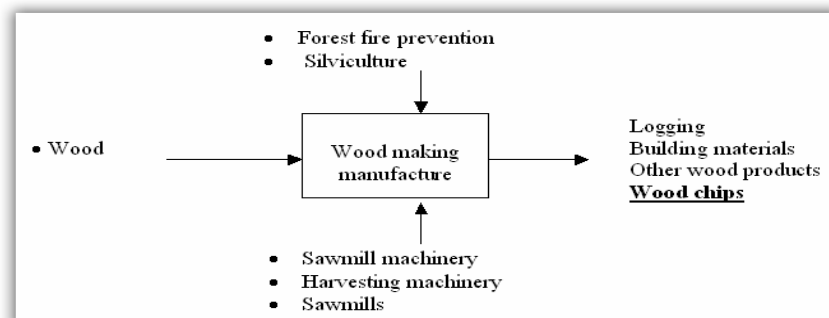 • Forest fire prevention
• Silviculture
• Wood
Wood making
manufacture
Logging
Building materials
Other wood products
Wood chips
• Sawmill machinery
• Harvesting machinery
• Sawmills